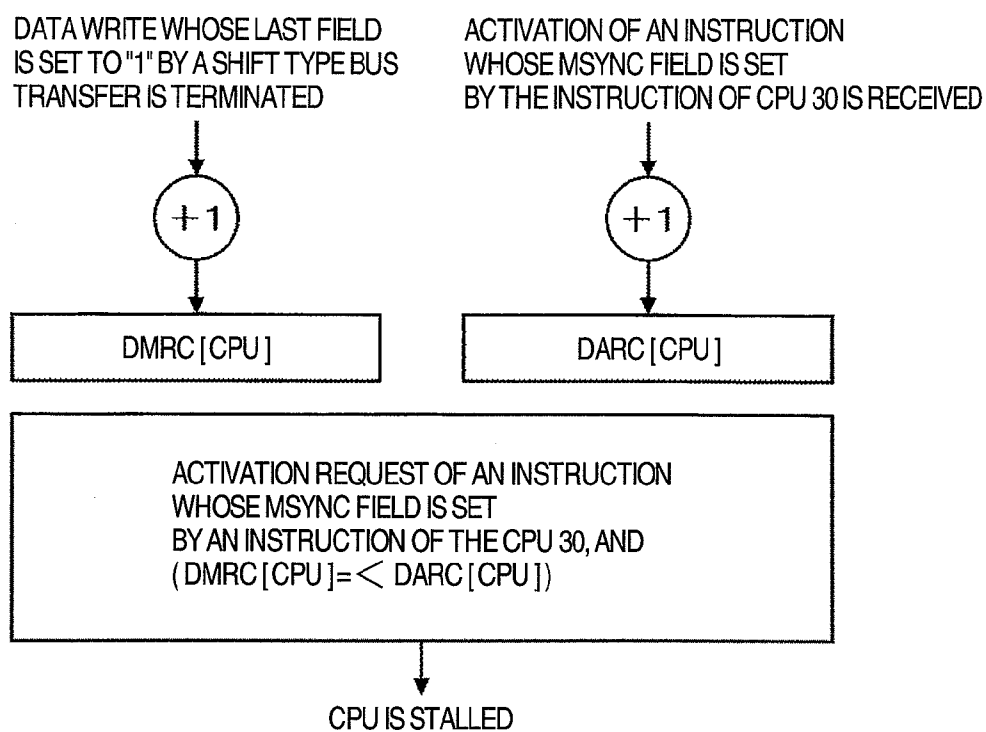 DATA WRITE WHOSE LAST FIELD
IS SET TO "1" BY A SHIFT TYPE BUS
TRANSFER IS TERMINATED
ACTIVATION OF AN INSTRUCTION
WHOSE MSYNC FIELD IS SET
BY THE INSTRUCTION OF CPU 30 IS RECEIVED
+1
+1
DMRC [CPU]
DARC [CPU]
ACTIVATION REQUEST OF AN INSTRUCTION
WHOSE MSYNC FIELD IS SET
BY AN INSTRUCTION OF THE CPU 30, AND
(DMRC [CPU]=< DARC [CPU])
CPU IS STALLED